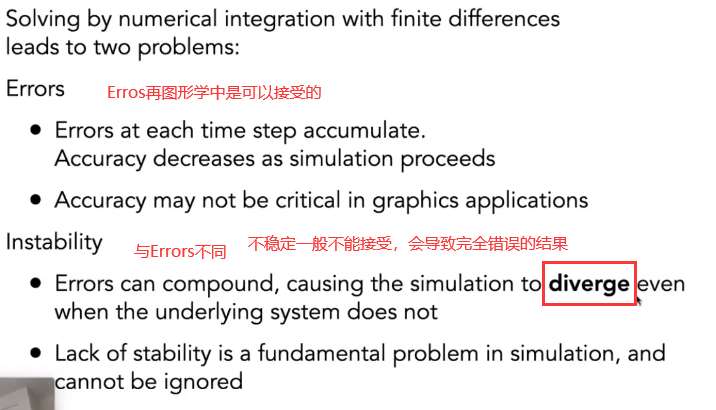 Solving by numerical integration with finite differences
leads to two problems:
Errors
Erros再图形学中是可以接受的
• Errors at each time step accumulate.
Accuracy decreases as simulation proceeds
• Accuracy may not be critical in graphics applications
Instability
与Errors不同
不稳定一般不能接受，会导致完全错误的结果
• Errors can compound, causing the simulation to diverge even
when the underlying system does not
• Lack of stability is a fundamental problem in simulation, and
cannot be ignored